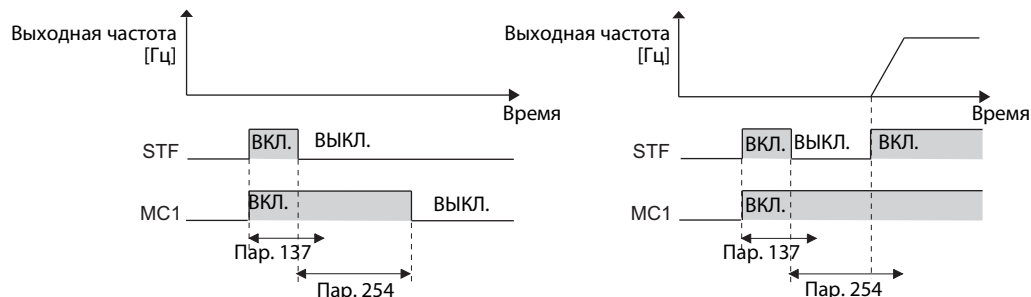 Выходная частота
[Гц]
Время
STF
ВКЛ.
ВЫКЛ.
MC1
ВКЛ.
ВЫКЛ.
Пар. 137
Пар. 254
Выходная частота
[Гц]
Время
STF
ВКЛ.
ВЫКЛ.
ВКЛ.
MC1
ВКЛ.
Пар. 137
Пар. 254